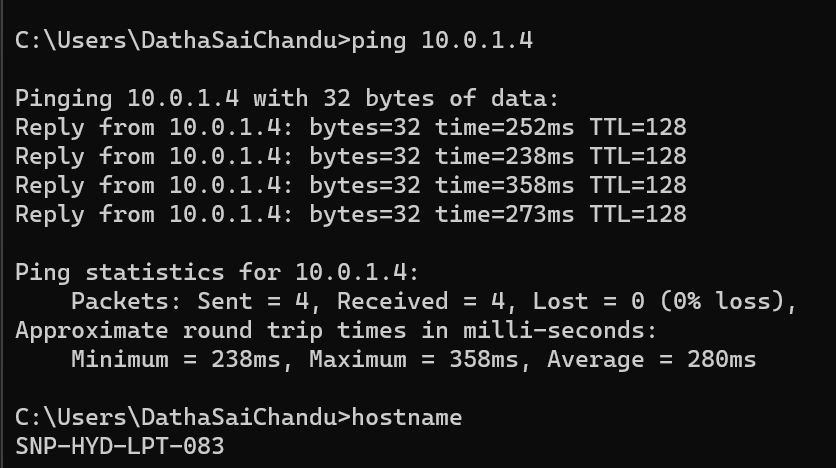 C:\Users\DathaSaiChandu>ping 10.0.1.4
Pinging 10.0.1.4 with 32 bytes of data:
Reply from 10.0.1.4: bytes=32 time=252ms TTL=128
Reply from 10.0.1.4: bytes=32 time=238ms TTL=128
Reply from 10.0.1.4: bytes=32 time=358ms TTL=128
Reply from 10.0.1.4: bytes=32 time=273ms TTL=128
Ping statistics for 10.0.1.4:
    Packets: Sent = 4, Received = 4, Lost = 0 (0% loss),
Approximate round trip times in milli-seconds:
    Minimum = 238ms, Maximum = 358ms, Average = 280ms
C:\Users\DathaSaiChandu>hostname
SNP-HYD-LPT-083